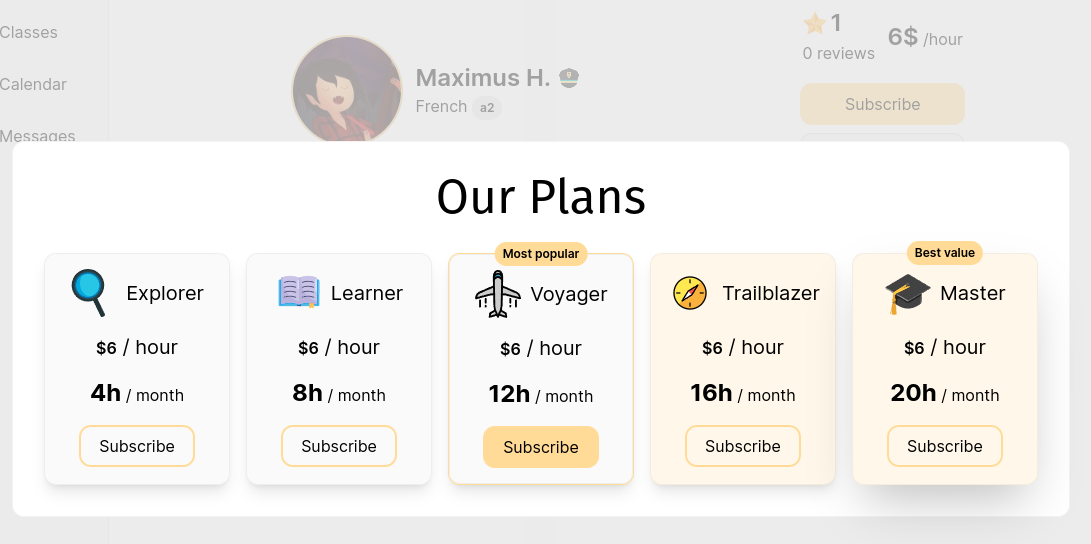 Classes
Calendar
Messages
Maximus H.
French a2
1
0 reviews
6$ /hour
Subscribe
Our Plans
Explorer
$6 / hour
4h / month
Subscribe
Learner
$6 / hour
8h / month
Subscribe
Most popular
Voyager
$6 / hour
12h / month
Subscribe
Trailblazer
$6 / hour
16h / month
Subscribe
Best value
Master
$6 / hour
20h / month
Subscribe